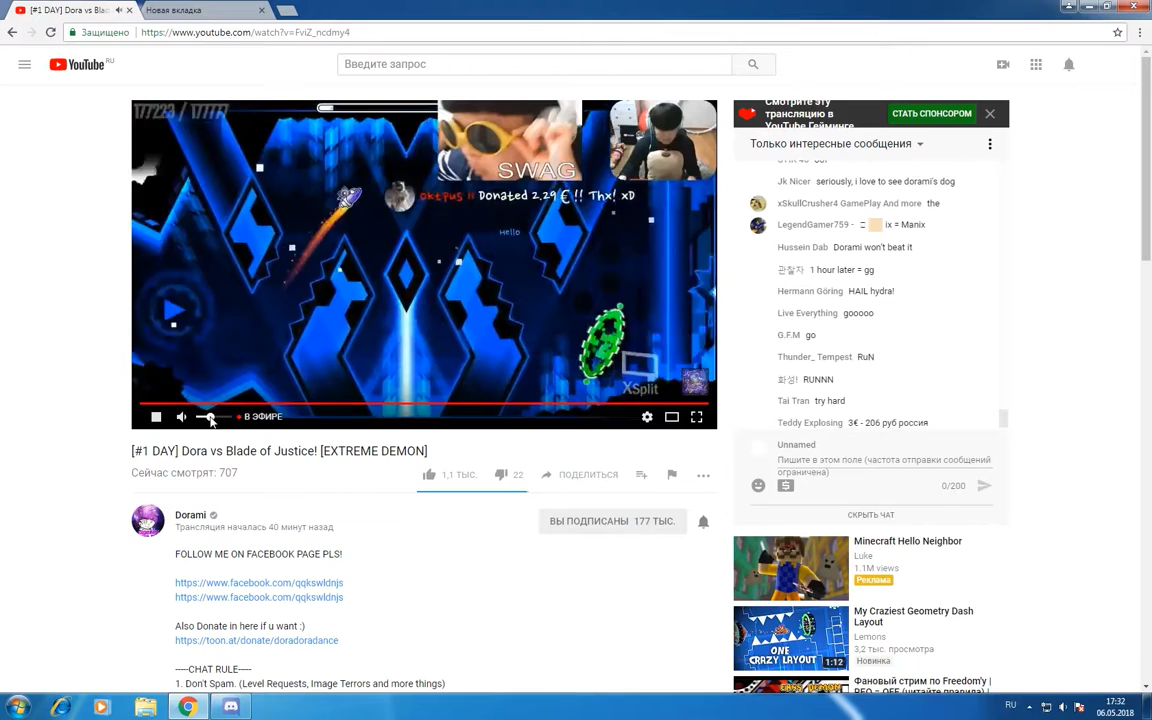 [#1 DAY] Dora vs Blad
Новая вкладка
Защищено
https://www.youtube.com/watch?v=FviZ_ncdmy4
YouTube RU
Введите запрос
177223 / 177777
SWAG
oktpus II Donated 2,29 € !! Thx! xD
Hello
XSplit
В ЭФИРЕ
[#1 DAY] Dora vs Blade of Justice! [EXTREME DEMON]
Сейчас смотрят: 707
1,1 ТЫС.
22
ПОДЕЛИТЬСЯ
Dorami
Трансляция началась 40 минут назад
ВЫ ПОДПИСАНЫ 177 ТЫС.
FOLLOW ME ON FACEBOOK PAGE PLS!
https://www.facebook.com/qqkswldnjs
https://www.facebook.com/qqkswldnjs
Also Donate in here if u want :)
https://toon.at/donate/doradoradance
-----CHAT RULE----
1. Don't Spam. (Level Requests, Image Terrors and more things)
Смотрите эту
трансляцию в
YouTube Гейминге
СТАТЬ СПОНСОРОМ
Только интересные сообщения
Jk Nicer seriously, i love to see dorami's dog
xSkullCrusher4 GamePlay And more the
LegendGamer759 - ix = Manix
Hussein Dab Dorami won't beat it
관찰자 1 hour later = gg
Hermann Göring HAIL hydra!
Live Everything gooooo
G.F.M go
Thunder_ Tempest RuN
화성! RUNNN
Tai Tran try hard
Teddy Explosing 3€ - 206 руб россия
Unnamed
Пишите в этом поле (частота отправки сообщений
ограничена)
0/200
СКРЫТЬ ЧАТ
Minecraft Hello Neighbor
Luke
1.1M views
Реклама
ONE
CRAZY LAYOUT
1:12
My Craziest Geometry Dash
Layout
Lemons
3,2 тыс. просмотра
Новинка
Фановый стрим по Freedom'y |
RU
17:32
06.05.2018